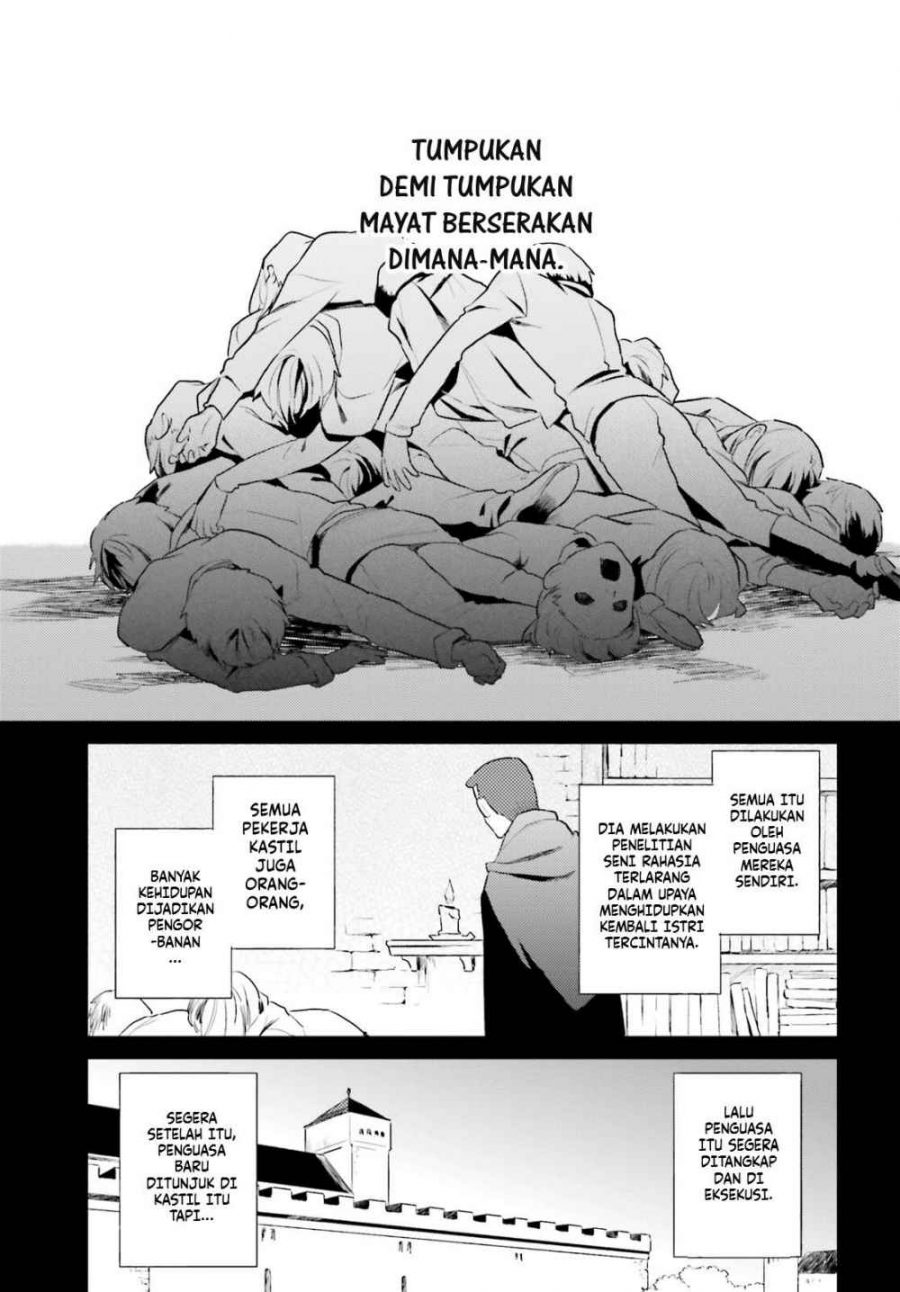 TUMPUKAN
DEMI TUMPUKAN
MAYAT BERSERAKAN
DIMANA-MANA.
SEMUA ITU
DILAKUKAN
OLEH
PENGUASA
MEREKA
SENDIRI.
DIA MELAKUKAN
PENELITIAN
SENI RAHASIA
TERLARANG
DALAM UPAYA
MENGHIDUPKAN
KEMBALI ISTRI
TERCINTANYA.
SEMUA
PEKERJA
KASTIL
JUGA
ORANG-
ORANG,
BANYAK
KEHIDUPAN
DIJADIKAN
PENGOR
-BANAN
...
LALU
PENGUASA
ITU SEGERA
DITANGKAP
DAN DI
EKSEKUSI.
SEGERA
SETELAH ITU,
PENGUASA
BARU
DITUNJUK DI
KASTIL ITU
TAPI...